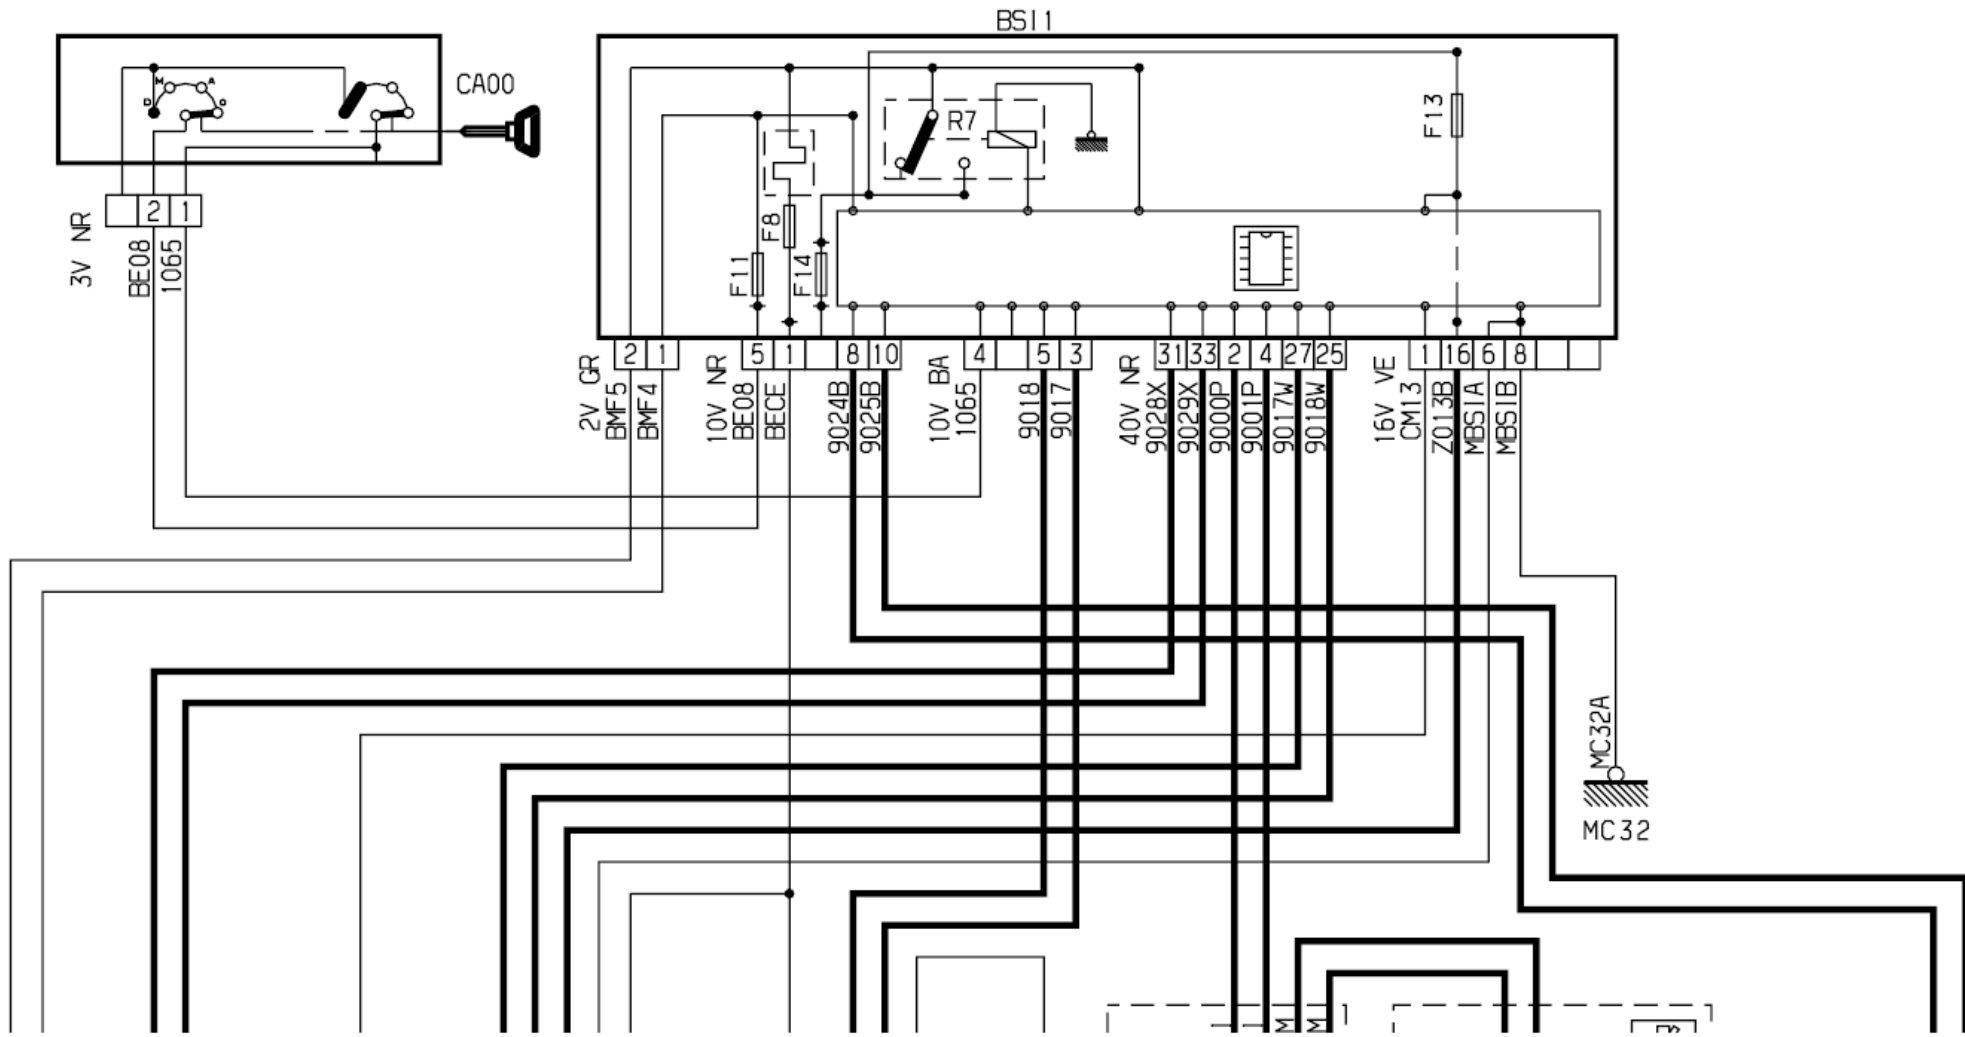 BSI1
CA00
M A
D G
3V NR
2 1
BE08
1065
R7
F13
F8
F11
F14
2V GR
2 1
BMF5
BMF4
10V NR
5 1 8 10
BE08
BECE
9024B
9025B
10V BA
4 5 3
1065
9018
9017
40V NR
31 33 2 4 27 25
9028X
9029X
9000P
9001P
9017W
9018W
16V VE
1 16 6 8
CM13
Z013B
MBSIA
MBSIB
MC32A
MC32
M
M